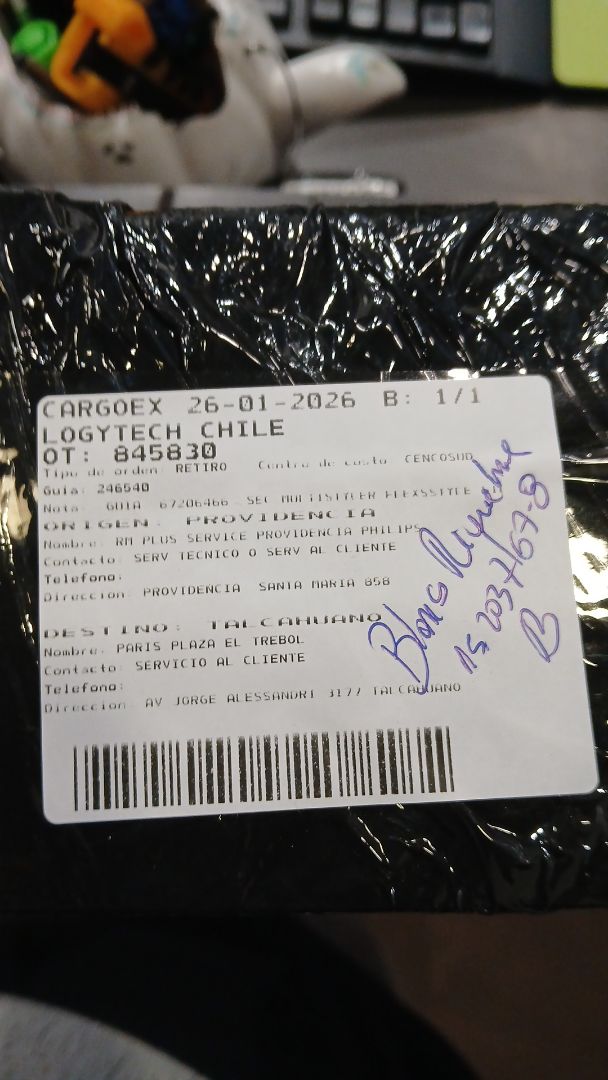 CARGOEX 26-01-2026 B: 1/1
LOGYTECH CHILE
OT: 845830
Tipo de orden: RETIRO Centro de costo CENCOSUD
Guia: 246540
Nota: GUIA 67206466 SEC MULTISTYLER FLEXSSTYLE
ORIGEN: PROVIDENCIA
Nombre: RM PLUS SERVICE PROVIDENCIA PHILIPS
Contacto: SERV TECNICO O SERV AL CLIENTE
Telefono:
Direccion: PROVIDENCIA SANTA MARIA 858
DESTINO: TALCAHUANO
Nombre: PARIS PLAZA EL TREBOL
Contacto: SERVICIO AL CLIENTE
Telefono:
Direccion: AV JORGE ALESSANDRI 3177 TALCAHUANO